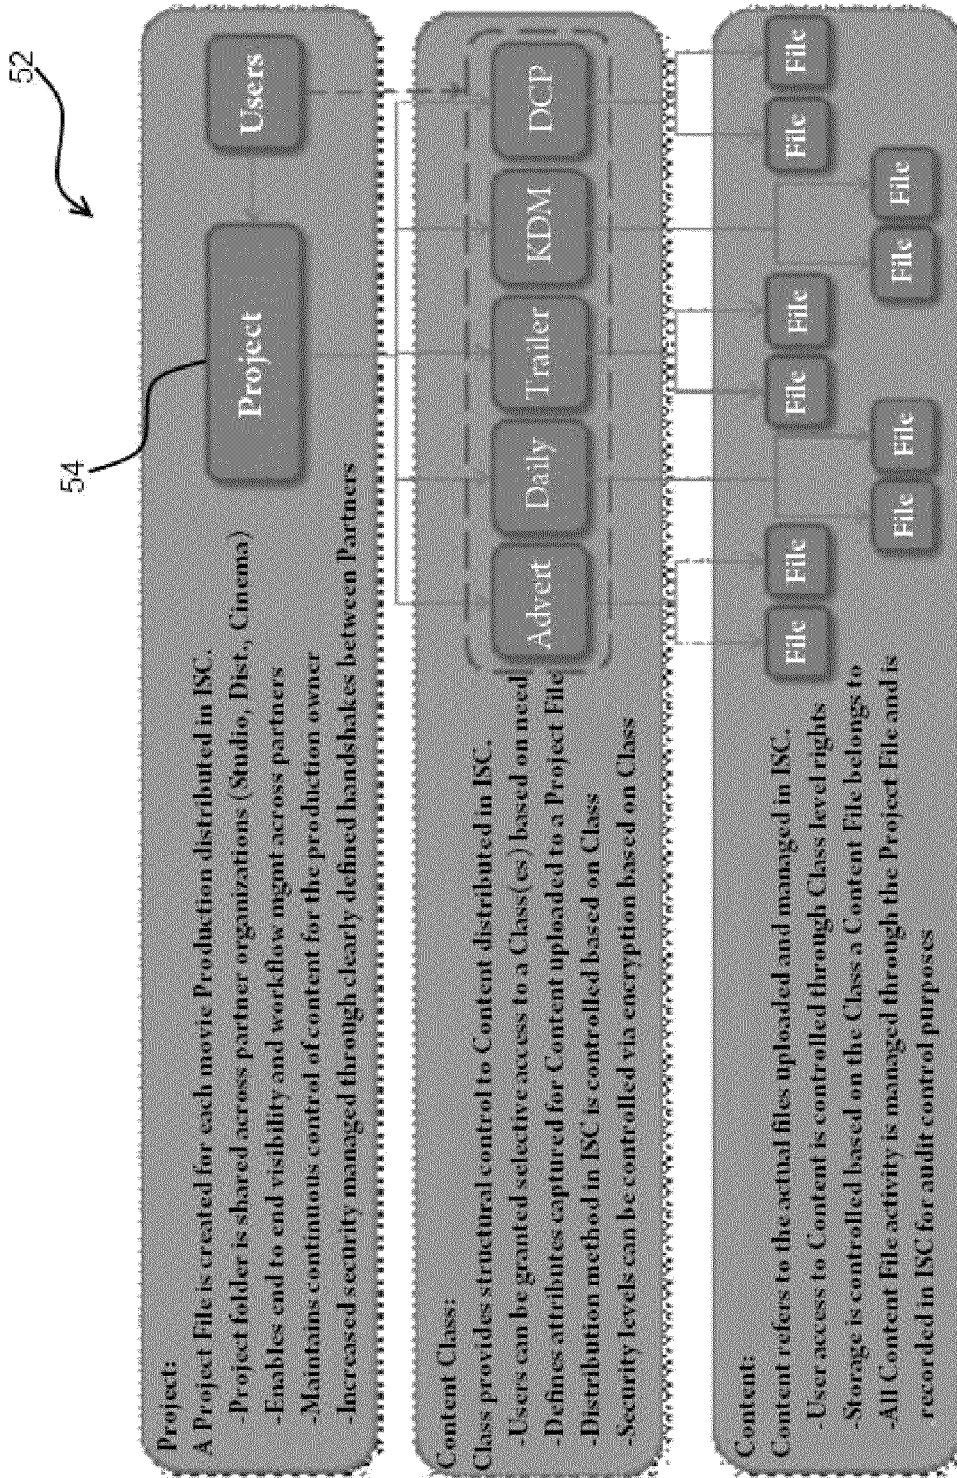 52
54
Project:
A Project File is created for each movie Production distributed in ISC.
-Project folder is shared across partner organizations (Studio, Dist., Cinema)
-Enables end to end visibility and workflow mgmt across partners
-Maintains continuous control of content for the production owner
-Increased security managed through clearly defined handshakes between Partners
Project
Users
Content Class:
Class provides structural control to Content distributed in ISC.
-Users can be granted selective access to a Class(es) based on need
-Defines attributes captured for Content uploaded to a Project File
-Distribution method in ISC is controlled based on Class
-Security levels can be controlled via encryption based on Class
Advert
Daily
Trailer
KDM
DCP
Content:
Content refers to the actual files uploaded and managed in ISC.
-User access to Content is controlled through Class level rights
-Storage is controlled based on the Class a Content File belongs to
-All Content File activity is managed through the Project File and is
recorded in ISC for audit control purposes
File
File
File
File
File
File
File
File
File
File